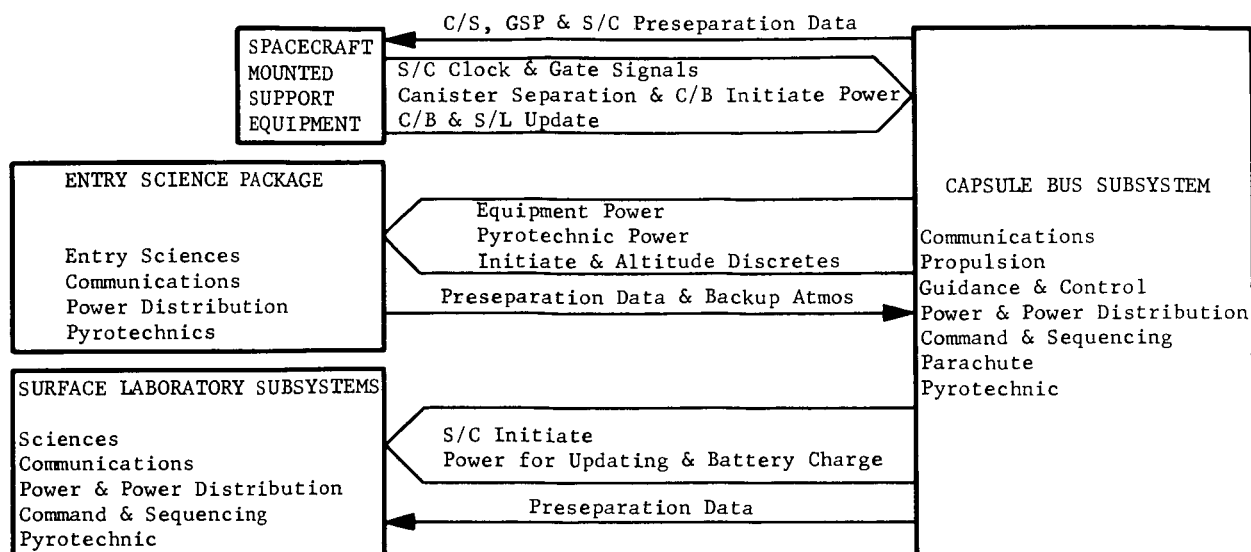 C/S, GSP & S/C Preseparation Data
SPACECRAFT
MOUNTED
SUPPORT
EQUIPMENT
S/C Clock & Gate Signals
Canister Separation & C/B Initiate Power
C/B & S/L Update
ENTRY SCIENCE PACKAGE
Entry Sciences
Communications
Power Distribution
Pyrotechnics
Equipment Power
Pyrotechnic Power
Initiate & Altitude Discretes
Preseparation Data & Backup Atmos
CAPSULE BUS SUBSYSTEM
Communications
Propulsion
Guidance & Control
Power & Power Distribution
Command & Sequencing
Parachute
Pyrotechnic
SURFACE LABORATORY SUBSYSTEMS
Sciences
Communications
Power & Power Distribution
Command & Sequencing
Pyrotechnic
S/C Initiate
Power for Updating & Battery Charge
Preseparation Data